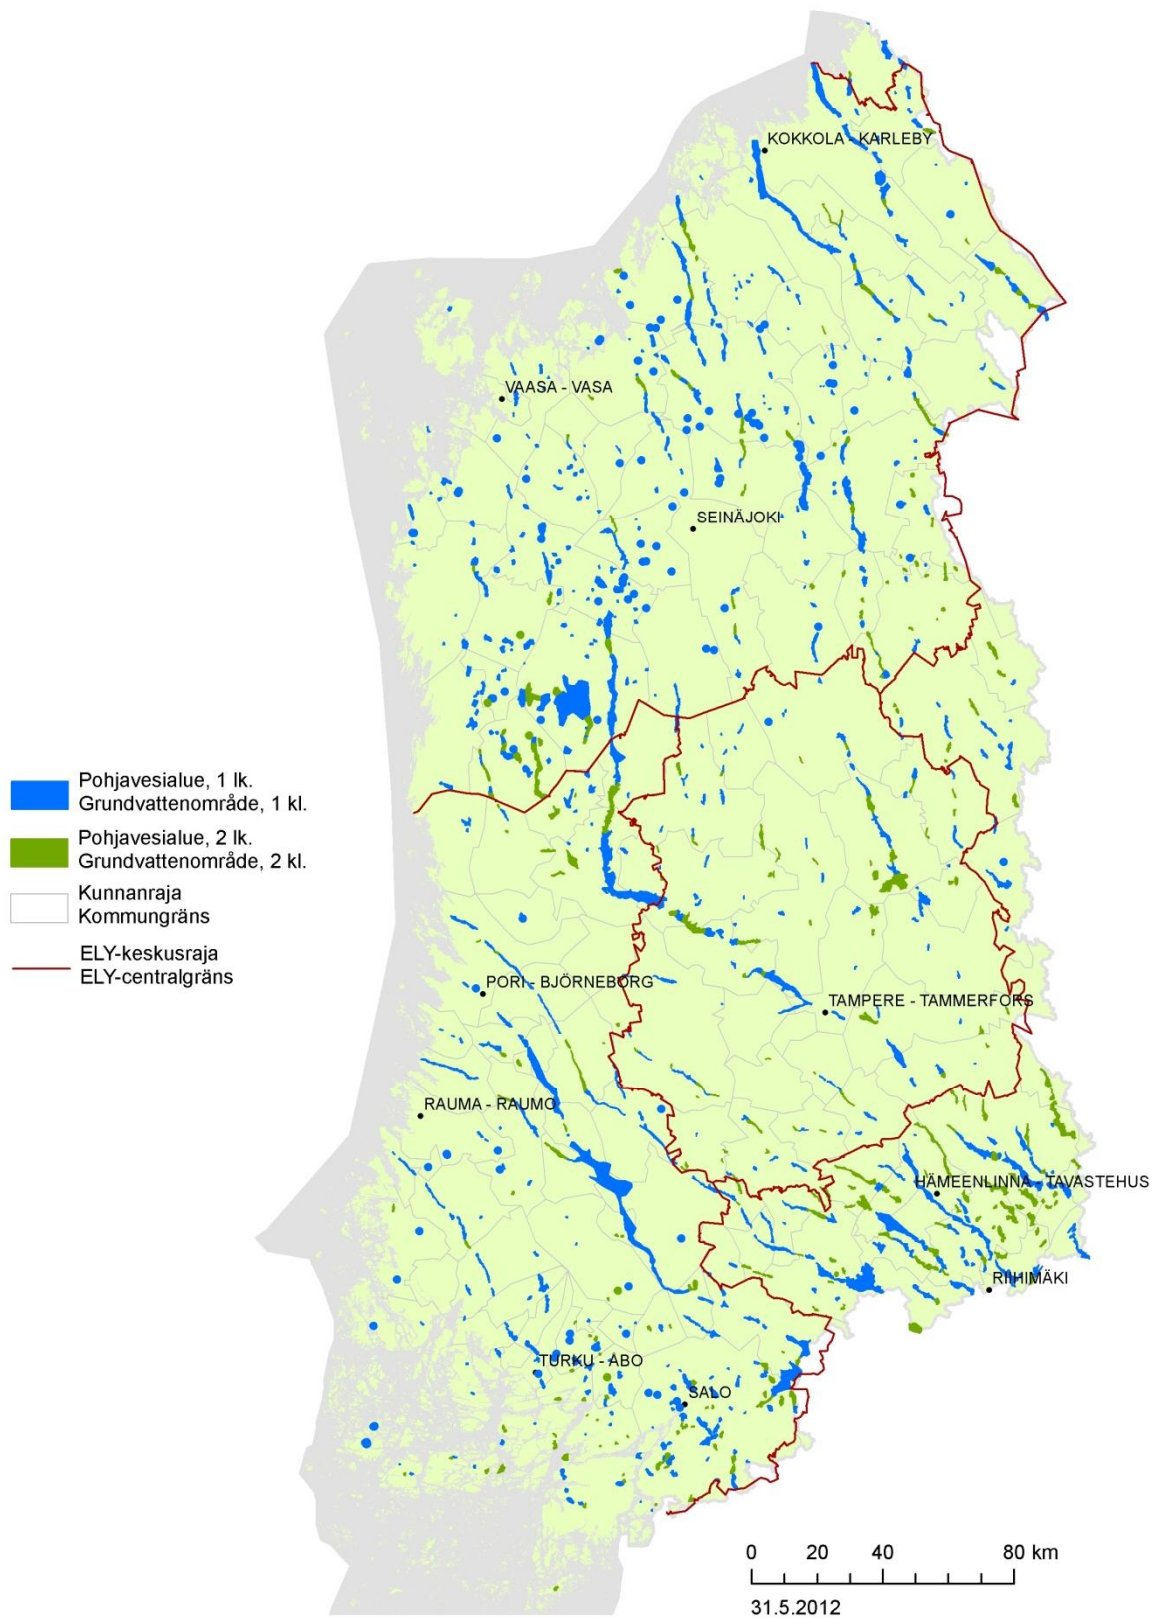 KOKKOLA - KARLEBY
VAASA - VASA
SEINÄJOKI
Pohjavesialue, 1 lk.
Grundvattenområde, 1 kl.
Pohjavesialue, 2 lk.
Grundvattenområde, 2 kl.
Kunnanraja
Kommungräns
ELY-keskusraja
ELY-centralgräns
PORI - BJÖRNEBORG
TAMPERE - TAMMERFORS
RAUMA - RAUMO
HÄMEENLINNA - TAVASTEHUS
RIIHIMÄKI
TURKU - ÅBO
SALO
0 20 40 80 km
31.5.2012